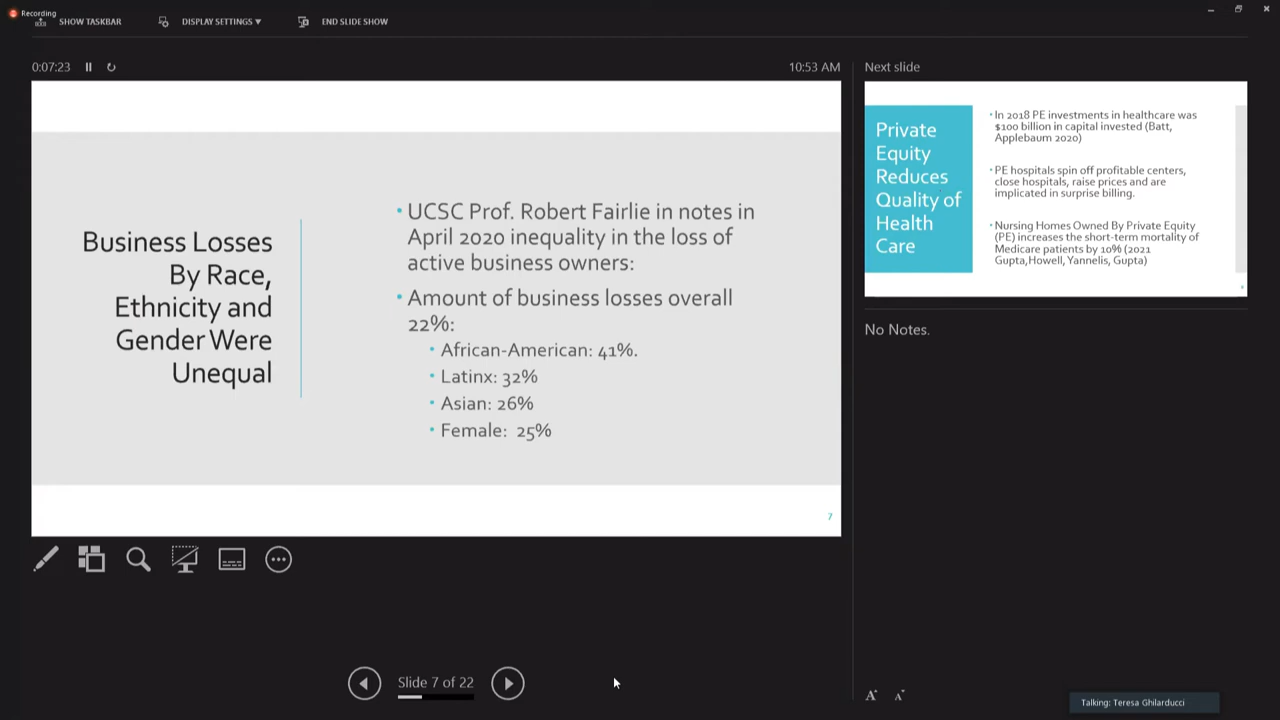 Recording
SHOW TASKBAR
DISPLAY SETTINGS ▼
END SLIDE SHOW
0:07:23
10:53 AM
Business Losses
By Race,
Ethnicity and
Gender Were
Unequal
• UCSC Prof. Robert Fairlie in notes in
April 2020 inequality in the loss of
active business owners:
• Amount of business losses overall
22%:
• African-American: 41%.
• Latinx: 32%
• Asian: 26%
• Female: 25%
7
Slide 7 of 22
Next slide
Private
Equity
Reduces
Quality of
Health
Care
• In 2018 PE investments in healthcare was
$100 billion in capital invested (Batt,
Applebaum 2020)
• PE hospitals spin off profitable centers,
close hospitals, raise prices and are
implicated in surprise billing.
• Nursing Homes Owned By Private Equity
(PE) increases the short-term mortality of
Medicare patients by 10% (2021
Gupta,Howell, Yannelis, Gupta)
No Notes.
A A
Talking: Teresa Ghilarducci